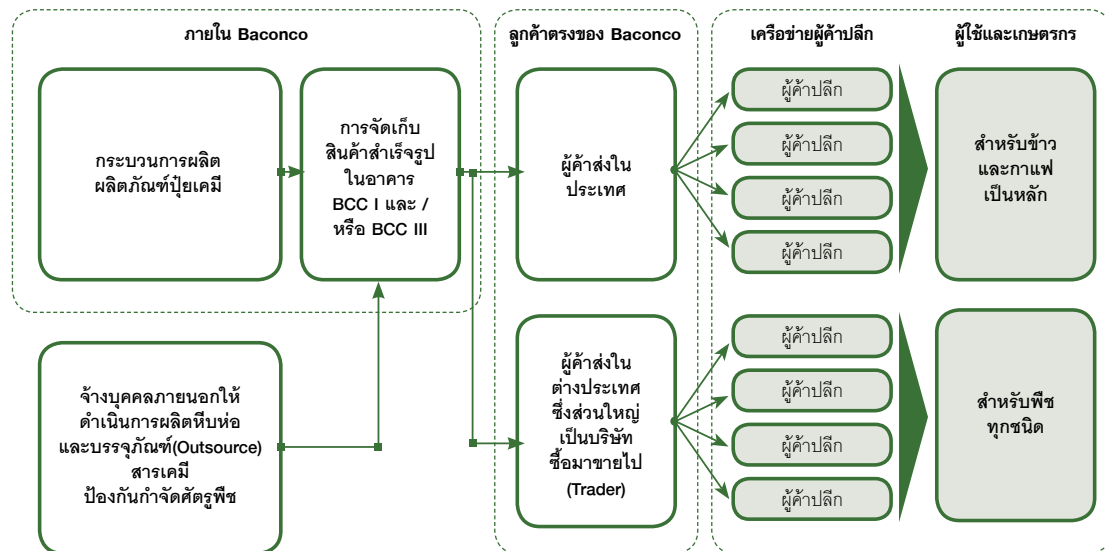 ภายใน Baconco
ลูกค้าตรงของ Baconco
เครือข่ายผู้ค้าปลีก
ผู้ใช้และเกษตรกร
กระบวนการผลิต
ผลิตภัณฑ์ปุ๋ยเคมี
การจัดเก็บ
สินค้าสำเร็จรูป
ในอาคาร
BCC I และ /
หรือ BCC III
ผู้ค้าส่งใน
ประเทศ
ผู้ค้าปลีก
ผู้ค้าปลีก
ผู้ค้าปลีก
ผู้ค้าปลีก
สำหรับข้าว
และกาแฟ
เป็นหลัก
จ้างบุคคลภายนอกให้
ดำเนินการผลิตหีบห่อ
และบรรจุภัณฑ์(Outsource)
สารเคมี
ป้องกันกำจัดศัตรูพืช
ผู้ค้าส่งใน
ต่างประเทศ
ซึ่งส่วนใหญ่
เป็นบริษัท
ซื้อมาขายไป
(Trader)
ผู้ค้าปลีก
ผู้ค้าปลีก
ผู้ค้าปลีก
ผู้ค้าปลีก
สำหรับพืช
ทุกชนิด